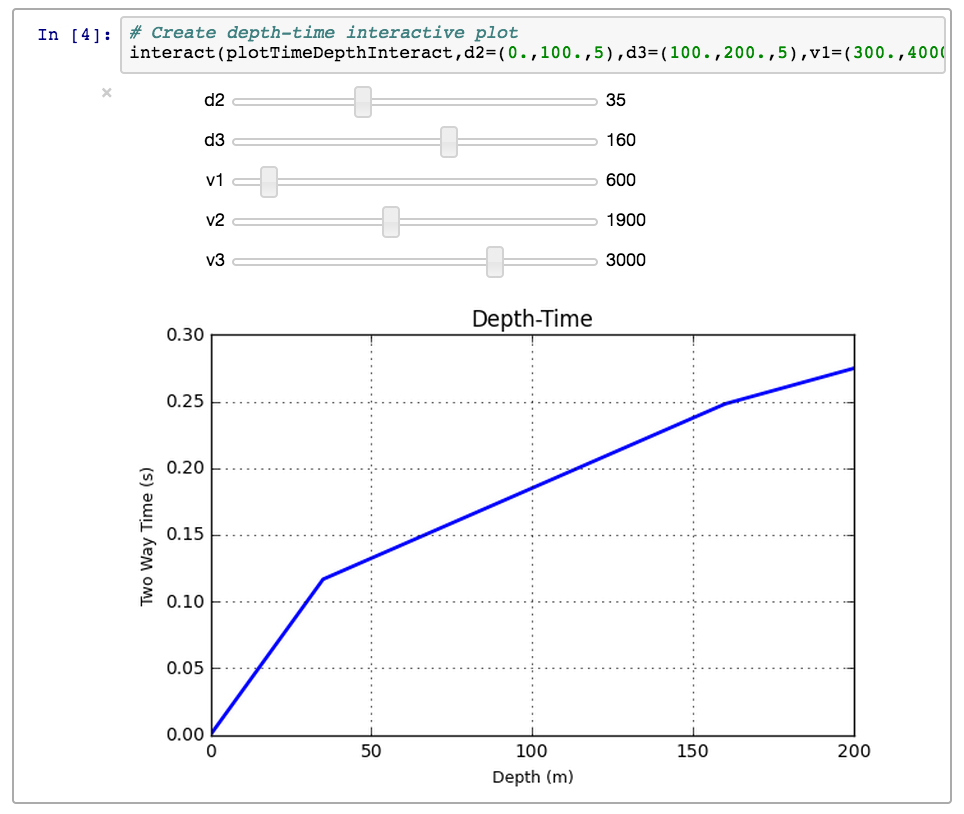 In [4]: # Create depth-time interactive plot
interact(plotTimeDepthInteract,d2=(0.,100.,5),d3=(100.,200.,5),v1=(300.,400
×
d2 35
d3 160
v1 600
v2 1900
v3 3000
Depth-Time
0.30
0.25
0.20
0.15
0.10
0.05
0.00
Two Way Time (s)
0 50 100 150 200
Depth (m)